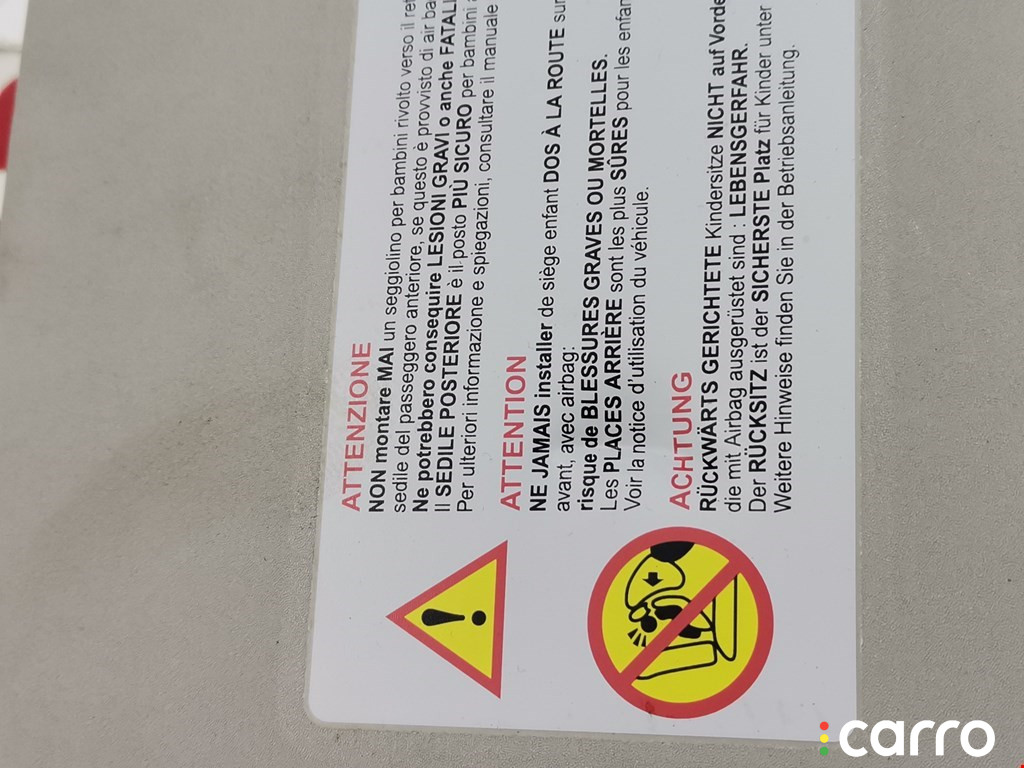 ATTENZIONE
NON montare MAI un seggiolino per bambini rivolto verso il
sedile del passeggero anteriore, se questo è provvisto di air
Ne potrebbero consequire LESIONI GRAVI o anche
Il SEDILE POSTERIORE è il posto PIÙ SICURO per bambini
Per ulteriori informazione e spiegazioni, consultare il manuale
ATTENTION
NE JAMAIS installer de siège enfant DOS À LA ROUTE sur
avant, avec airbag:
risque de BLESSURES GRAVES OU MORTELLES.
Les PLACES ARRIÈRE sont les plus SÛRES pour les
Voir la notice d'utilisation du véhicule.
ACHTUNG
RÜCKWÄRTS GERICHTETE Kindersitze NICHT auf
die mit Airbag ausgerüstet sind : LEBENSGERFAHR.
Der RÜCKSITZ ist der SICHERSTE Platz für Kinder unter
Weitere Hinweise finden Sie in der Betriebsanleitung.
carro